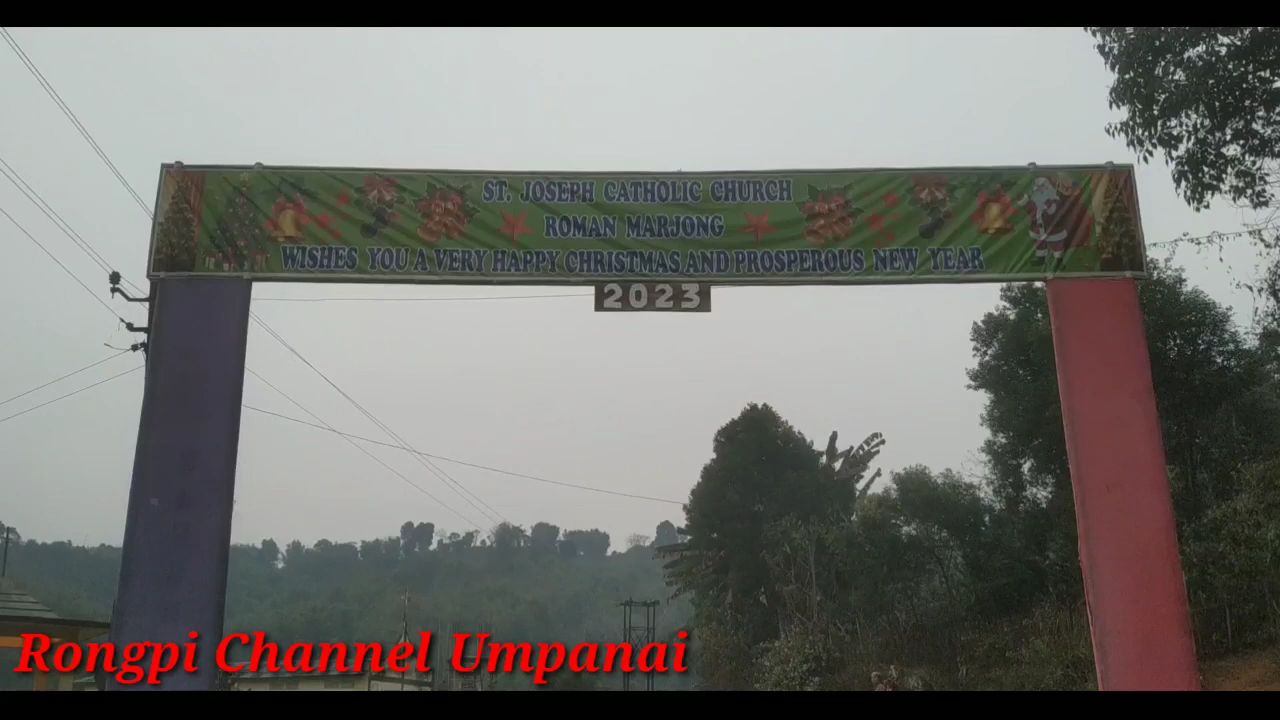 ST. JOSEPH CATHOLIC CHURCH
ROMAN MARJONG
WISHES YOU A VERY HAPPY CHRISTMAS AND PROSPEROUS NEW YEAR
2023
Rongpi Channel Umpanai